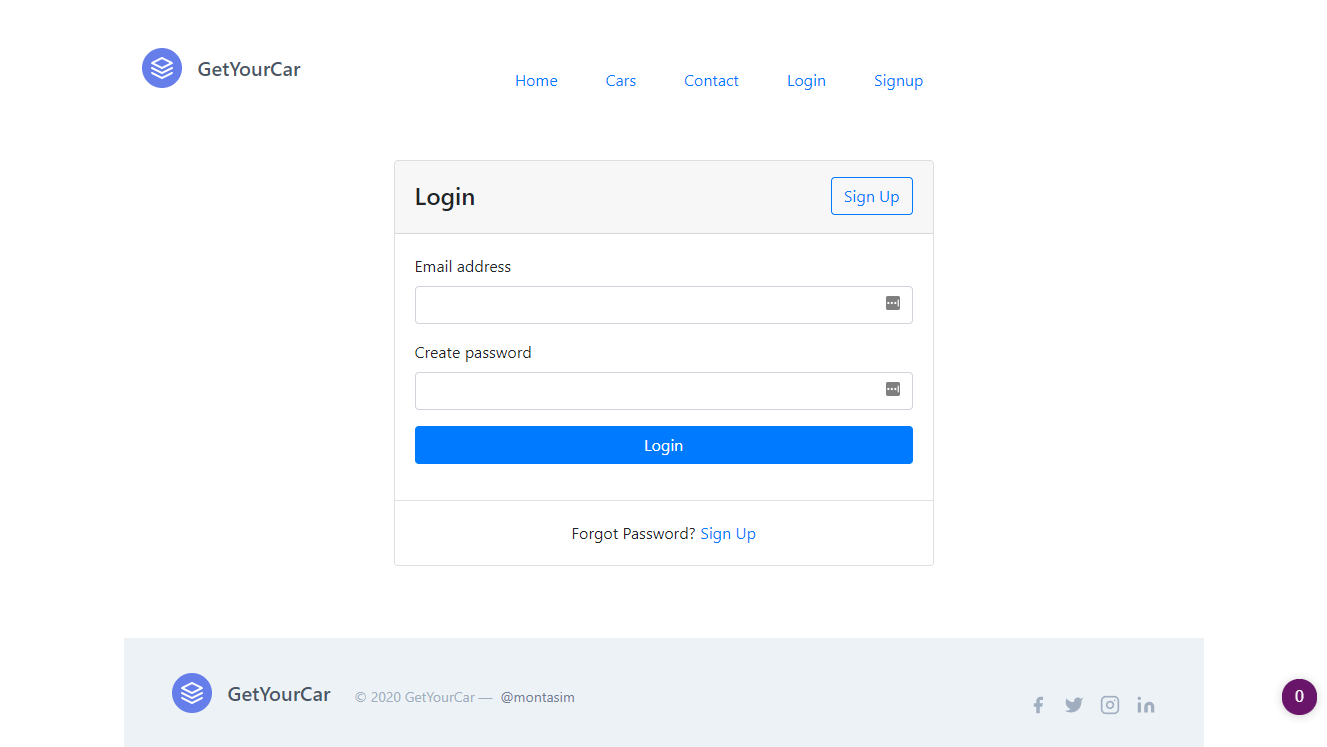 GetYourCar
Home Cars Contact Login Signup
Login Sign Up
Email address
Create password
Login
Forgot Password? Sign Up
GetYourCar © 2020 GetYourCar — @montasim
0